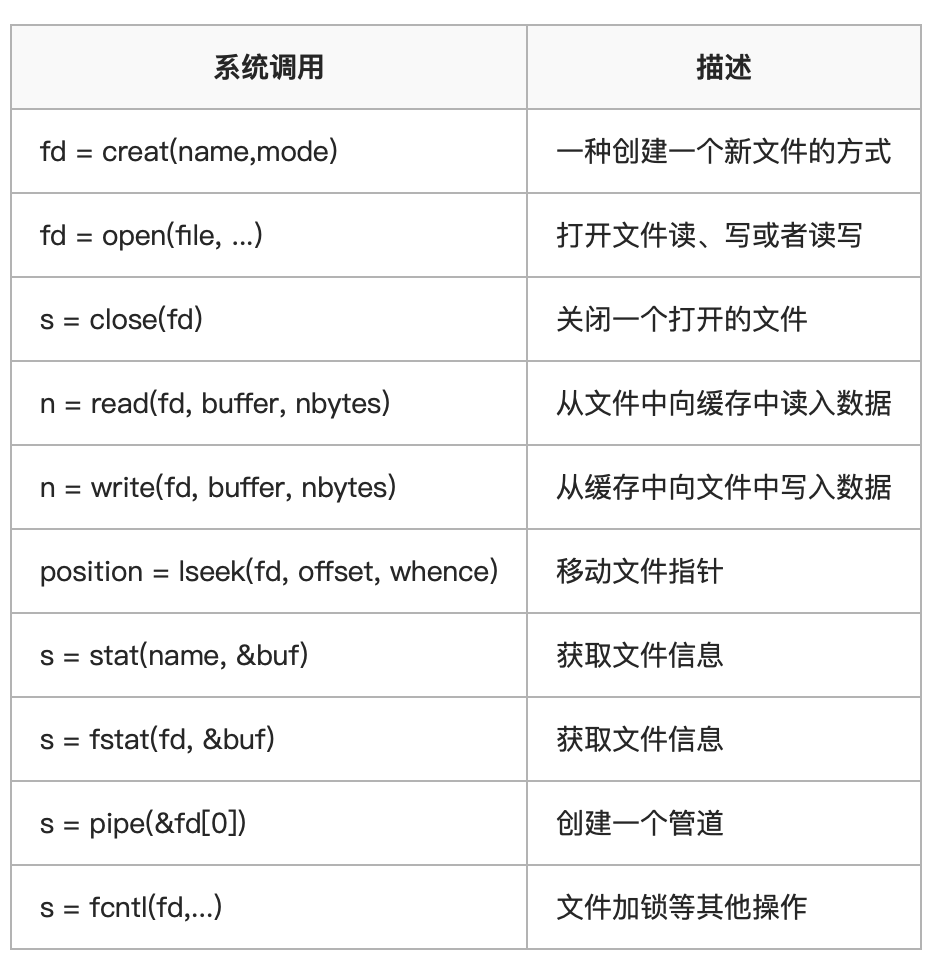 系统调用 描述
fd = creat(name,mode) 一种创建一个新文件的方式
fd = open(file, ...) 打开文件读、写或者读写
s = close(fd) 关闭一个打开的文件
n = read(fd, buffer, nbytes) 从文件中向缓存中读入数据
n = write(fd, buffer, nbytes) 从缓存中向文件中写入数据
position = lseek(fd, offset, whence) 移动文件指针
s = stat(name, &buf) 获取文件信息
s = fstat(fd, &buf) 获取文件信息
s = pipe(&fd[0]) 创建一个管道
s = fcntl(fd,...) 文件加锁等其他操作